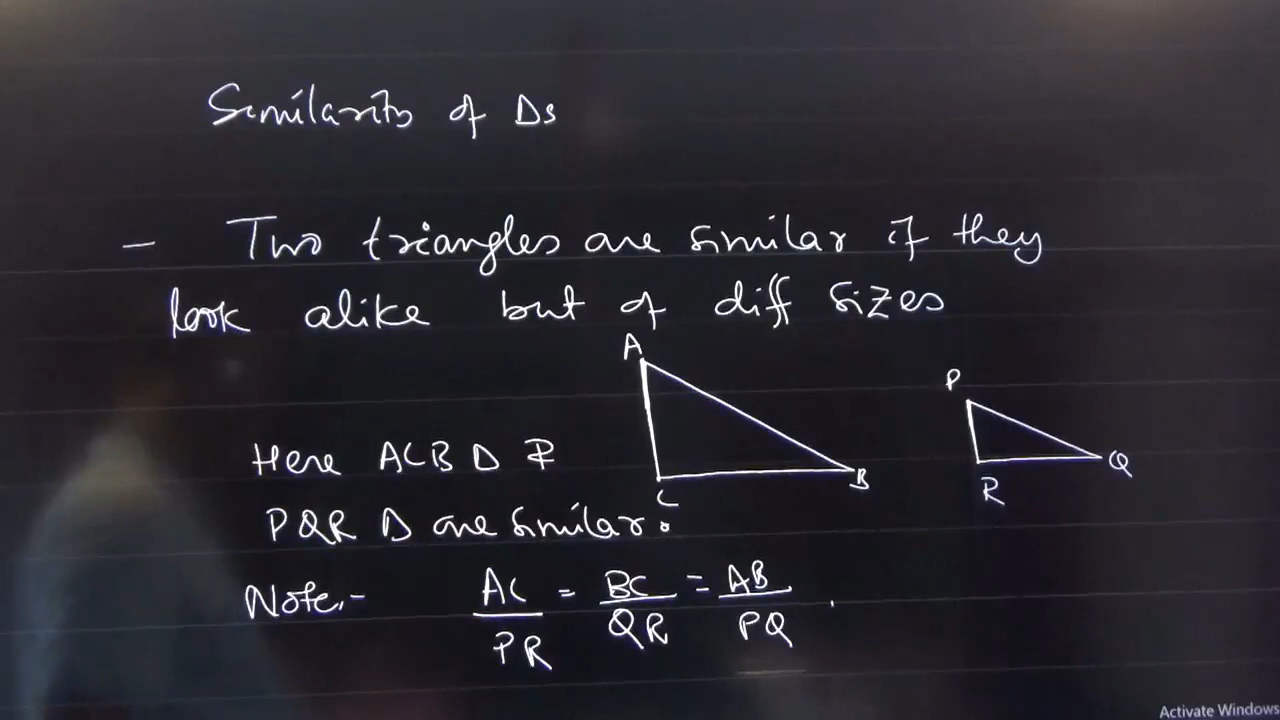 Similarity of Δs
– Two triangles are similar if they
look alike but of diff sizes
A
P
B
Q
C
R
Here ACB Δ &
PQR Δ are similar.
Note:- AC/PR = BC/QR = AB/PQ .
Activate Windows